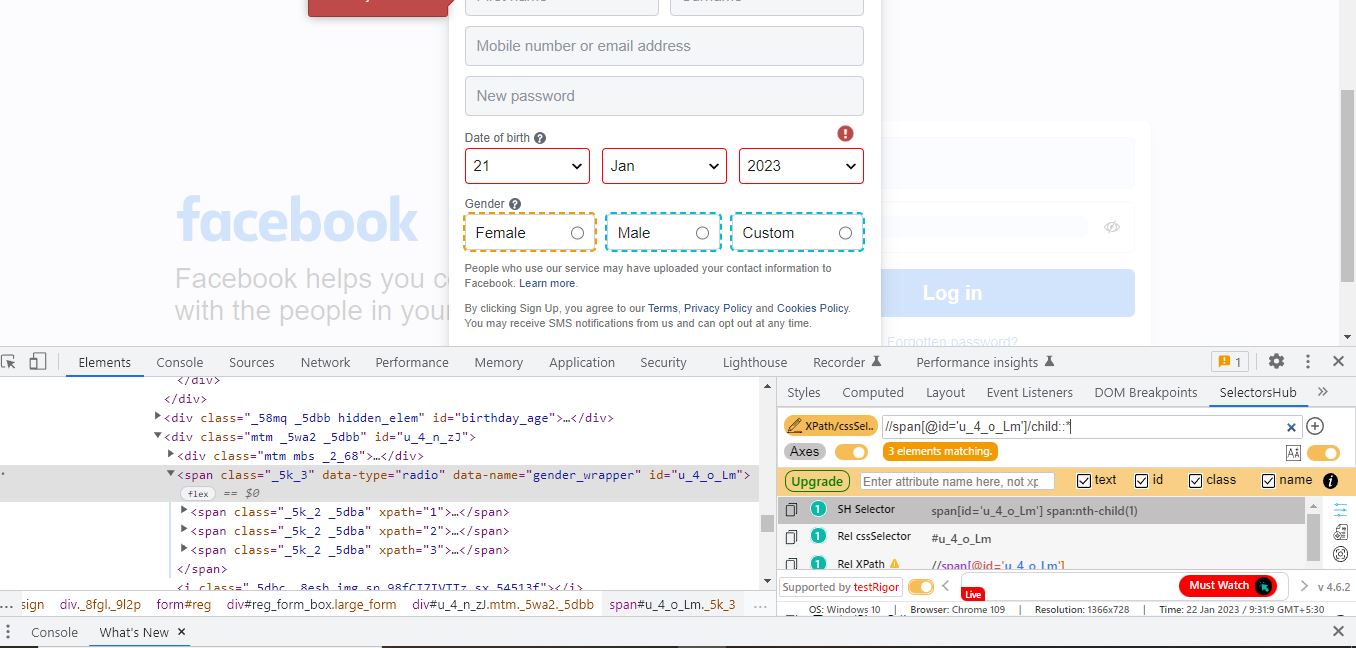 Mobile number or email address
New password
Date of birth ?
21 Jan 2023
Gender ?
Female Male Custom
People who use our service may have uploaded your contact information to
Facebook. Learn more.
By clicking Sign Up, you agree to our Terms, Privacy Policy and Cookies Policy.
You may receive SMS notifications from us and can opt out at any time.
facebook
Facebook helps you
with the people in your
Log in
Forgotten password?
Elements Console Sources Network Performance Memory Application Security Lighthouse Recorder Performance insights 1
</div>
</div>
<div class="_58mq _5dbb hidden_elem" id="birthday_age">…</div>
<div class="mtm _5wa2 _5dbb" id="u_4_n_zJ">
<div class="mtm mbs _2_68">…</div>
<span class="_5k_3" data-type="radio" data-name="gender_wrapper" id="u_4_o_Lm">
flex == $0
<span class="_5k_2 _5dba" xpath="1">…</span>
<span class="_5k_2 _5dba" xpath="2">…</span>
<span class="_5k_2 _5dba" xpath="3">…</span>
</span>
… sign div._8fgl._9l2p form#reg div#reg_form_box.large_form div#u_4_n_zJ.mtm._5wa2._5dbb span#u_4_o_Lm._5k_3 …
Styles Computed Layout Event Listeners DOM Breakpoints SelectorsHub »
XPath/cssSel.. //span[@id='u_4_o_Lm']/child::*
Axes 3 elements matching.
Upgrade Enter attribute name here, not xp text id class name
1 SH Selector span[id='u_4_o_Lm'] span:nth-child(1)
1 Rel cssSelector #u_4_o_Lm
1 Rel XPath //span[@id='u_4_o_Lm']
Supported by testRigor Live Must Watch v 4.6.2
OS: Windows 10 | Browser: Chrome 109 | Resolution: 1366x728 | Time: 22 Jan 2023 / 9:31:9 GMT+5:30
Console What's New